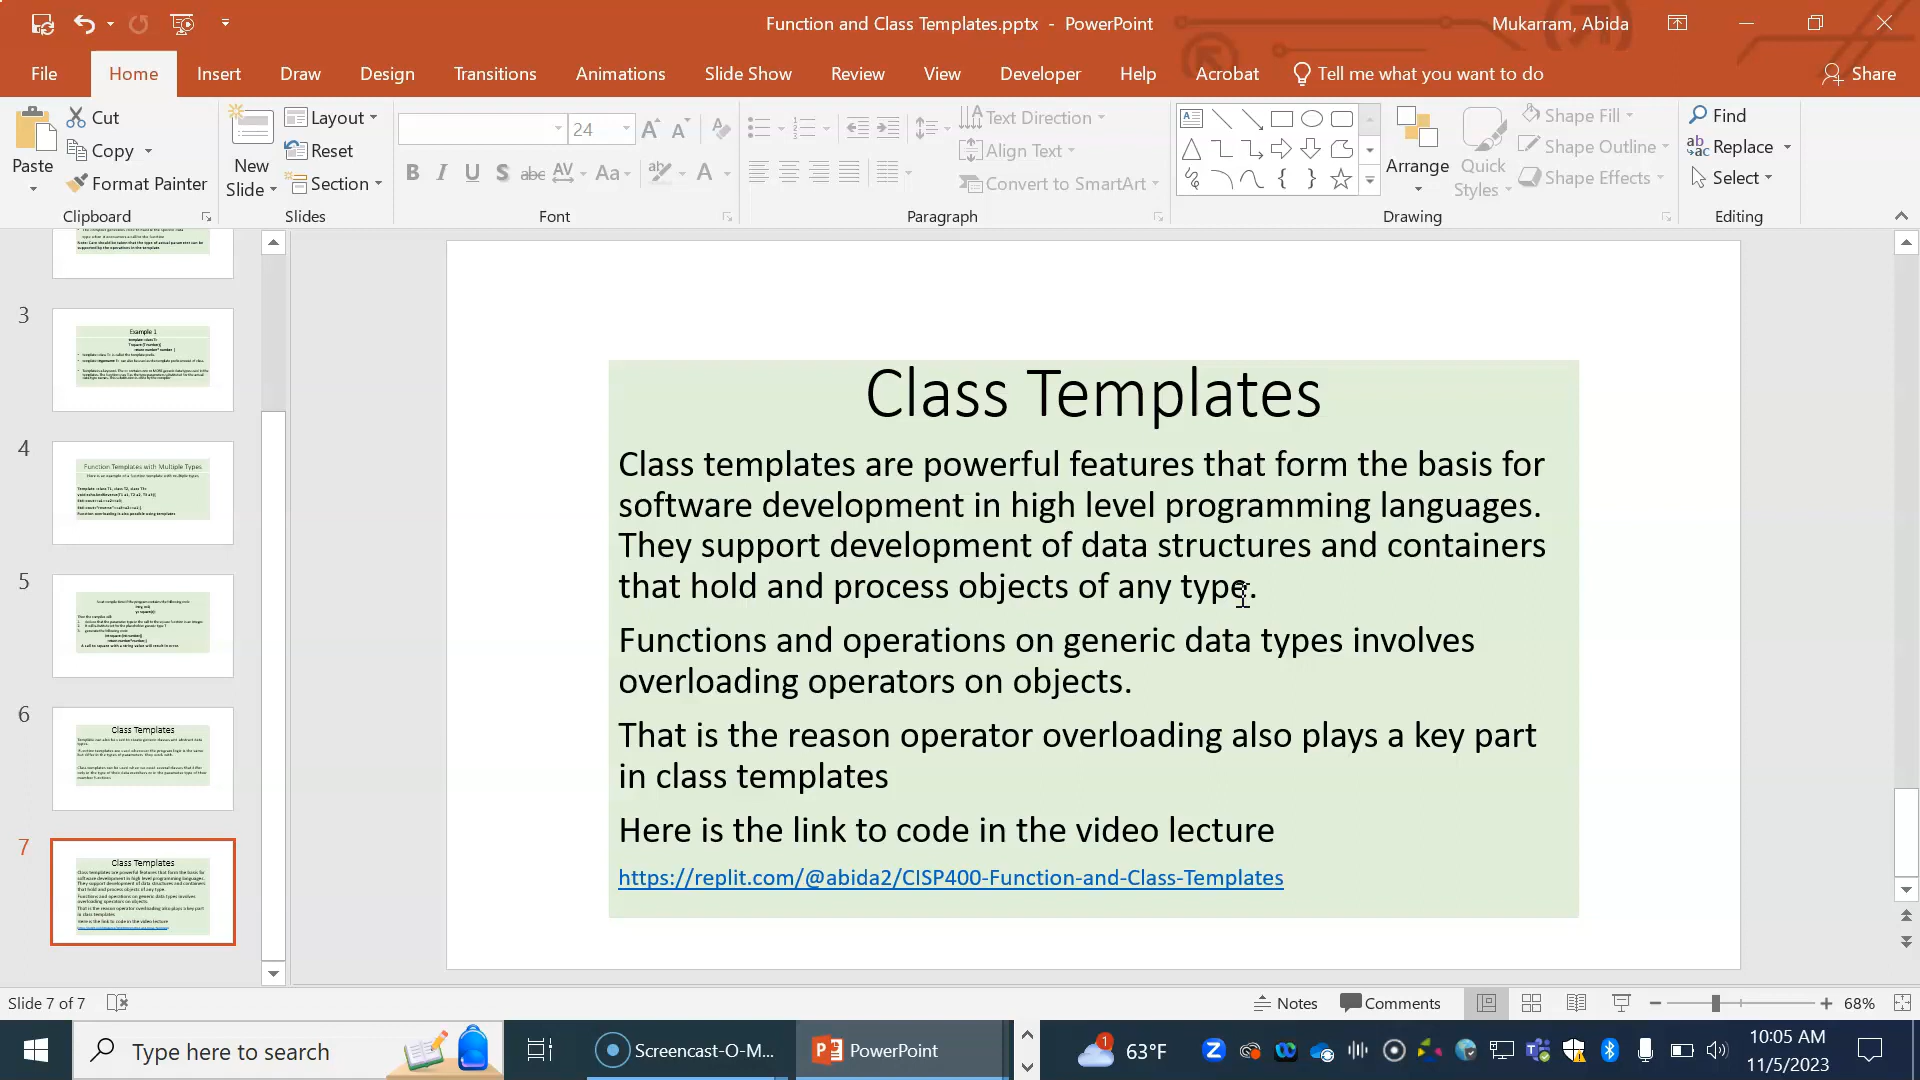 Function and Class Templates.pptx - PowerPoint
Mukarram, Abida
File Home Insert Draw Design Transitions Animations Slide Show Review View Developer Help Acrobat Tell me what you want to do Share
Paste
Cut
Copy
Format Painter
Clipboard
New
Slide
Layout
Reset
Section
Slides
24
B I U S abc AV Aa A
Font
Text Direction
Align Text
Convert to SmartArt
Paragraph
Arrange
Quick
Styles
Shape Fill
Shape Outline
Shape Effects
Drawing
Find
Replace
Select
Editing
3
Example 1
4
Function Templates with Multiple Types
5
6
Class Templates
7
Class Templates
Class Templates
Class templates are powerful features that form the basis for
software development in high level programming languages.
They support development of data structures and containers
that hold and process objects of any type.
Functions and operations on generic data types involves
overloading operators on objects.
That is the reason operator overloading also plays a key part
in class templates
Here is the link to code in the video lecture
https://replit.com/@abida2/CISP400-Function-and-Class-Templates
Slide 7 of 7
Notes
Comments
68%
Type here to search
Screencast-O-M...
PowerPoint
1
63°F
10:05 AM
11/5/2023